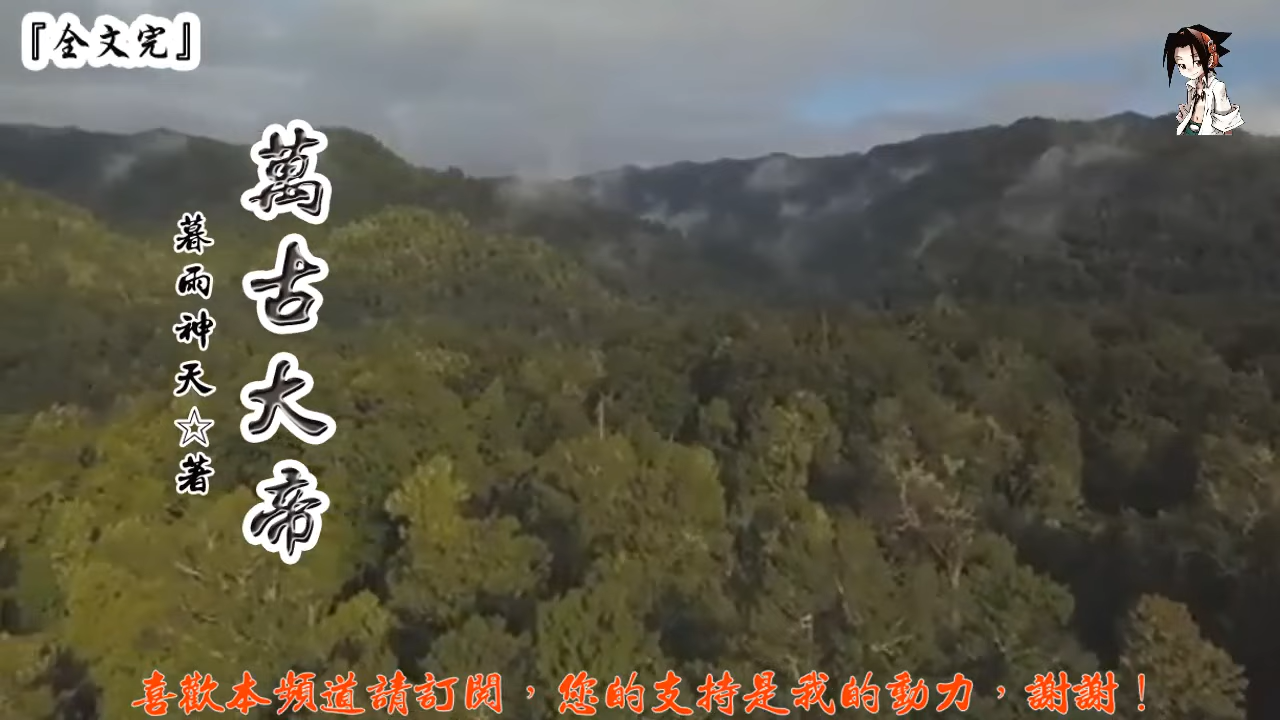 『全文完』
萬古大帝
暮雨神天☆著
喜歡本頻道請訂閱，您的支持是我的動力，謝謝！